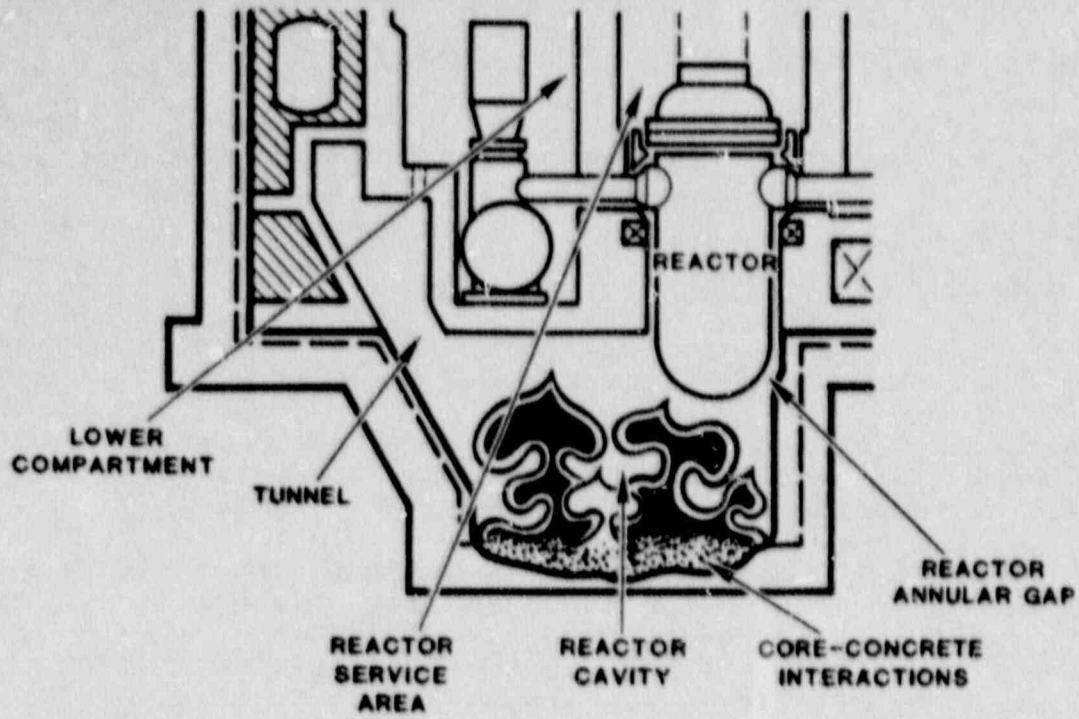 REACTOR
LOWER
COMPARTMENT
TUNNEL
REACTOR
ANNULAR GAP
REACTOR
SERVICE
AREA
REACTOR
CAVITY
CORE-CONCRETE
INTERACTIONS